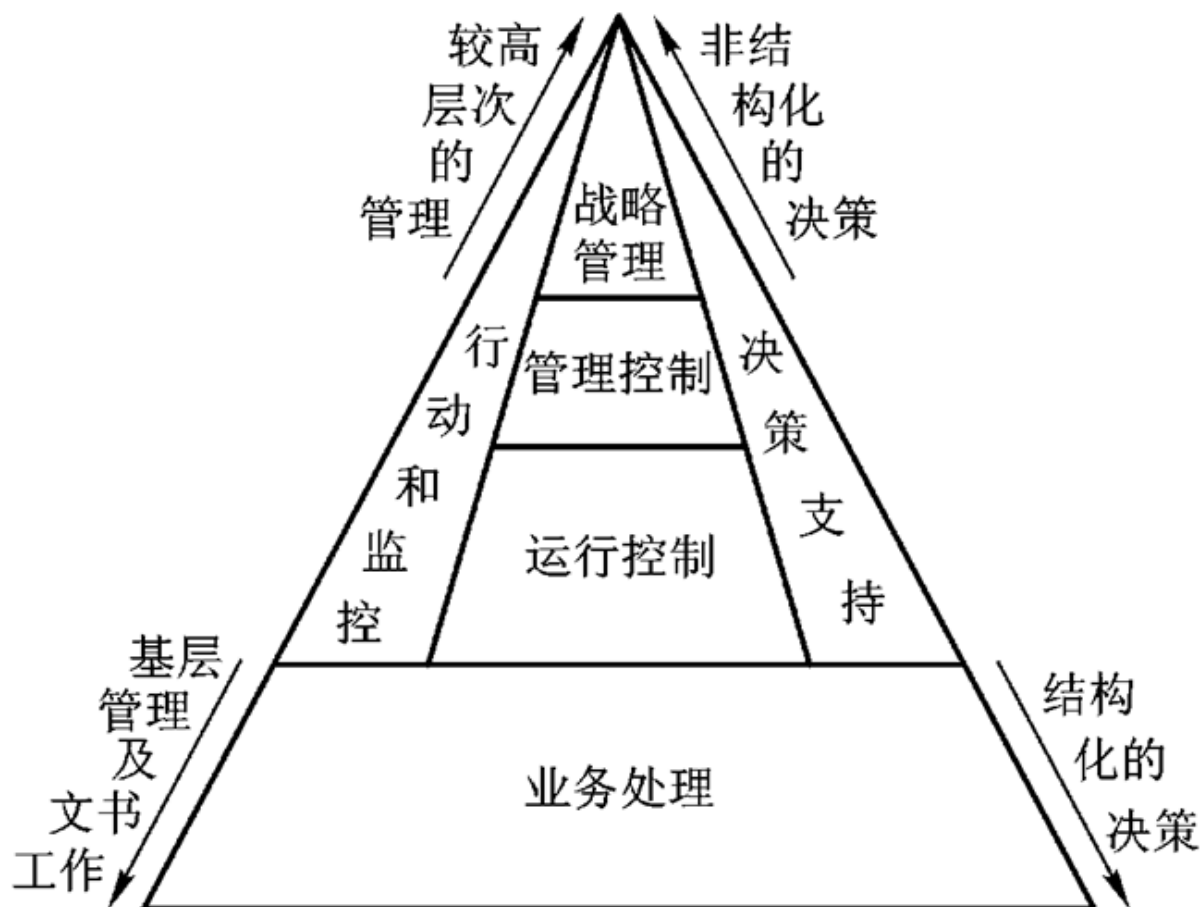 较高
层次
的
管理
非结
构化
的
决策
战略
管理
管理控制
运行控制
行动和监控
决策支持
业务处理
基层
管理
及
文书
工作
结构
化的
决策